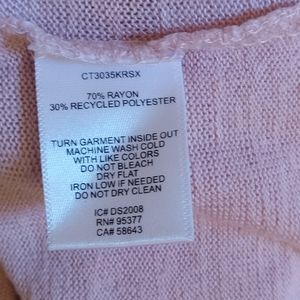 CT3035KRSX
70% RAYON
30% RECYCLED POLYESTER
TURN GARMENT INSIDE OUT
MACHINE WASH COLD
WITH LIKE COLORS
DO NOT BLEACH
DRY FLAT
IRON LOW IF NEEDED
DO NOT DRY CLEAN
IC# DS2008
RN# 95377
CA# 58643